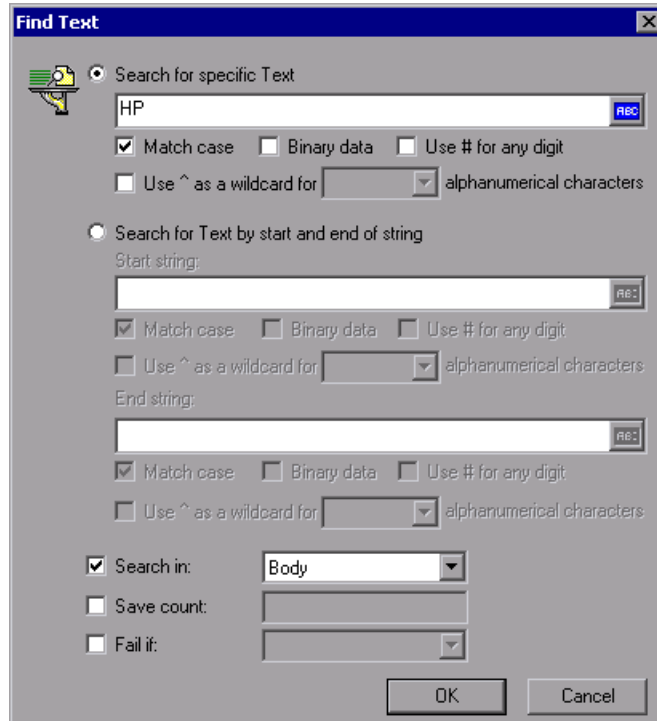 Find Text
Search for specific Text
HP
ABC
Match case Binary data Use # for any digit
Use ^ as a wildcard for alphanumerical characters
Search for Text by start and end of string
Start string:
ABC
Match case Binary data Use # for any digit
Use ^ as a wildcard for alphanumerical characters
End string:
ABC
Match case Binary data Use # for any digit
Use ^ as a wildcard for alphanumerical characters
Search in: Body
Save count:
Fail if:
OK Cancel